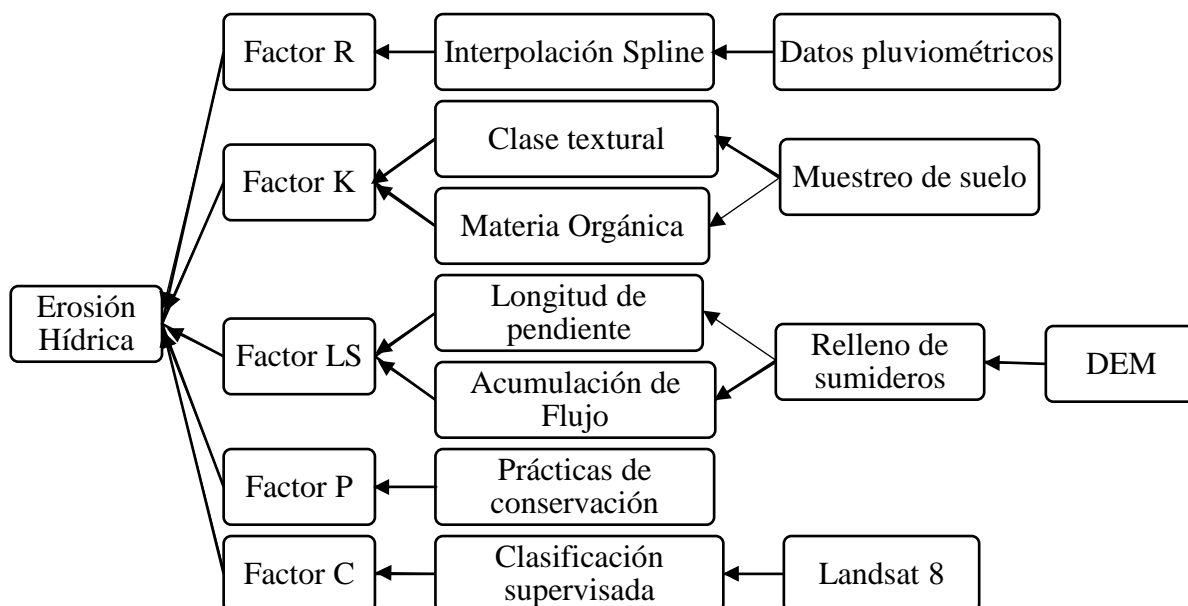 Factor R
Interpolación Spline
Datos pluviométricos
Clase textural
Factor K
Muestreo de suelo
Materia Orgánica
Erosión
Hídrica
Longitud de
pendiente
Factor LS
Relleno de
sumideros
DEM
Acumulación de
Flujo
Factor P
Prácticas de
conservación
Factor C
Clasificación
supervisada
Landsat 8